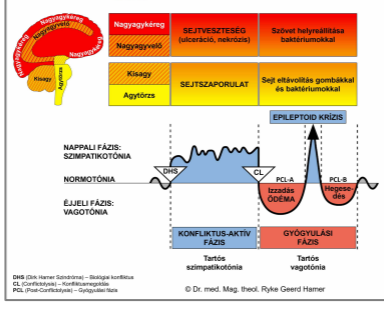 Nagyagykéreg
Nagyagykéreg
Nagyagykéreg
Nagyagyvelő
Kisagy
Agytörzs
Nagyagykéreg
Nagyagyvelő
SEJTVESZTESÉG
(ulceráció, nekrózis)
Szövet helyreállítása
baktériumokkal
Kisagy
Agytörzs
SEJTSZAPORULAT
Sejt eltávolítás gombákkal
és baktériumokkal
EPILEPTOID KRÍZIS
NAPPALI FÁZIS:
SZIMPATIKOTÓNIA
NORMOTÓNIA
ÉJJELI FÁZIS:
VAGOTÓNIA
DHS
CL
PCL-A
PCL-B
Izzadás
ÖDÉMA
Hegese-
dés
KONFLIKTUS-AKTÍV
FÁZIS
GYÓGYULÁSI
FÁZIS
Tartós
szimpatikotónia
Tartós
vagotónia
DHS (Dirk Hamer Szindróma) – Biológiai konfliktus
CL (Conflictolysis) – Konfliktusmegoldás
PCL (Post-Conflictolysis) – Gyógyulási fázis
© Dr. med. Mag. theol. Ryke Geerd Hamer